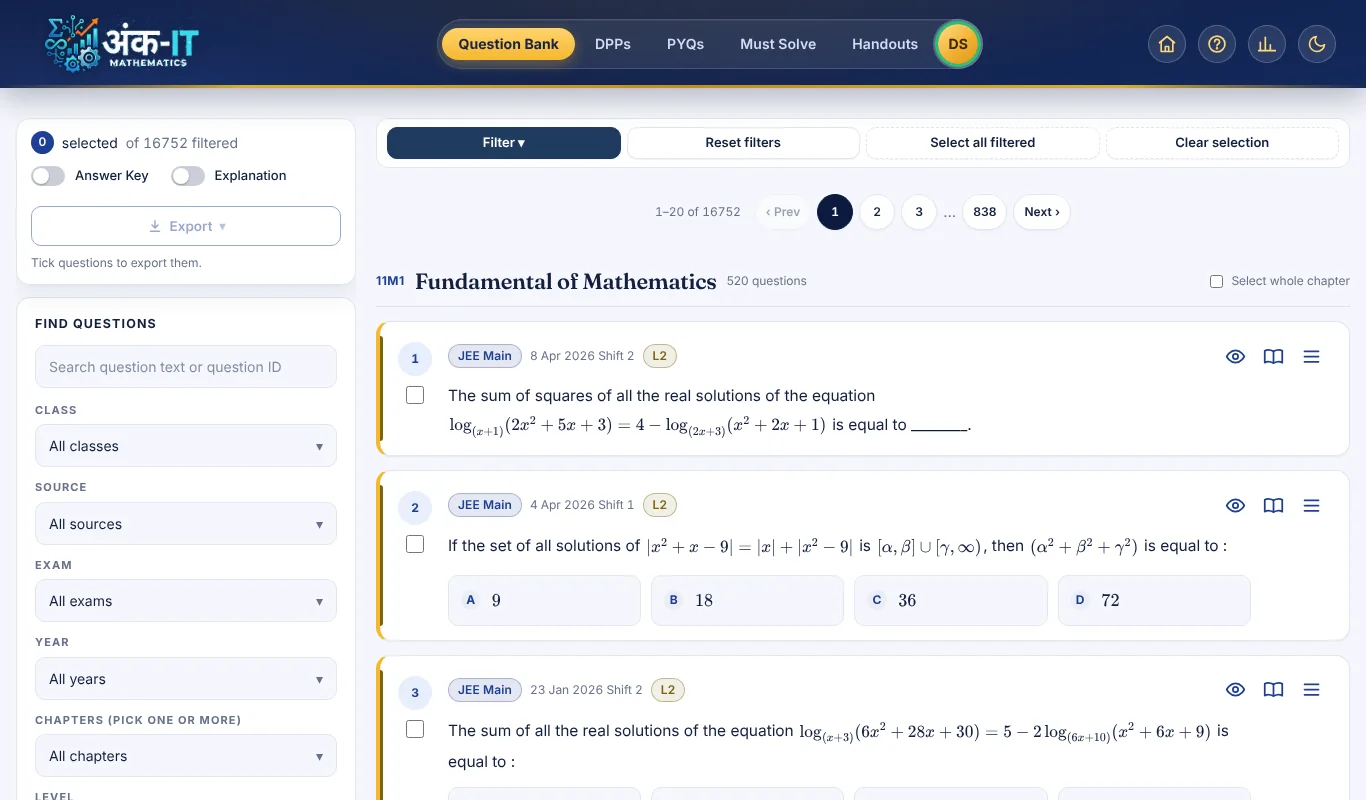 अंक-IT
MATHEMATICS
Question Bank
DPPs
PYQs
Must Solve
Handouts
DS
0 selected of 16752 filtered
Answer Key
Explanation
Export ▾
Tick questions to export them.
FIND QUESTIONS
Search question text or question ID
CLASS
All classes ▾
SOURCE
All sources ▾
EXAM
All exams ▾
YEAR
All years ▾
CHAPTERS (PICK ONE OR MORE)
All chapters ▾
LEVEL
Filter ▾
Reset filters
Select all filtered
Clear selection
1–20 of 16752 ‹ Prev 1 2 3 ... 838 Next ›
11M1 Fundamental of Mathematics 520 questions
Select whole chapter
1 JEE Main 8 Apr 2026 Shift 2 L2
The sum of squares of all the real solutions of the equation
log₍ₓ₊₁₎(2x² + 5x + 3) = 4 − log₍₂ₓ₊₃₎(x² + 2x + 1) is equal to _______.
2 JEE Main 4 Apr 2026 Shift 1 L2
If the set of all solutions of |x² + x − 9| = |x| + |x² − 9| is [α, β] ∪ [γ, ∞), then (α² + β² + γ²) is equal to :
A 9 B 18 C 36 D 72
3 JEE Main 23 Jan 2026 Shift 2 L2
The sum of all the real solutions of the equation log₍ₓ₊₃₎(6x² + 28x + 30) = 5 − 2 log₍₆ₓ₊₁₀₎(x² + 6x + 9) is
equal to :